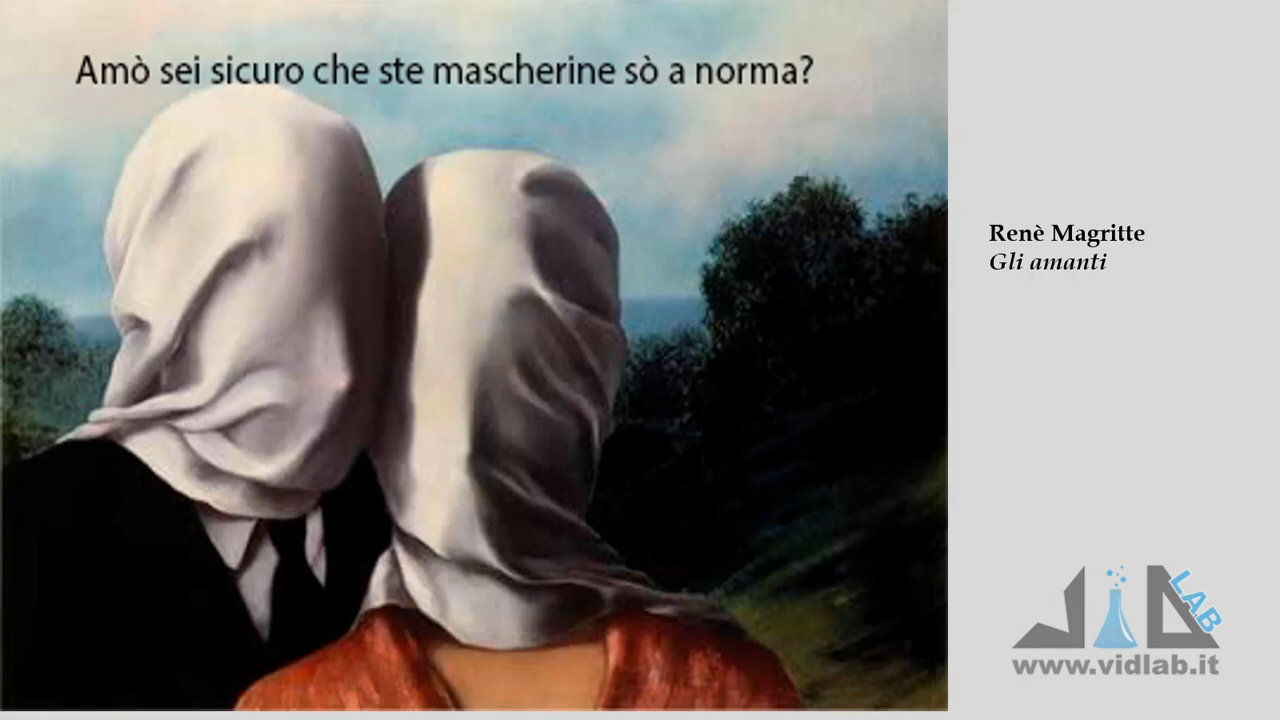 Amò sei sicuro che ste mascherine sò a norma?
Renè Magritte
Gli amanti
LAB
www.vidlab.it